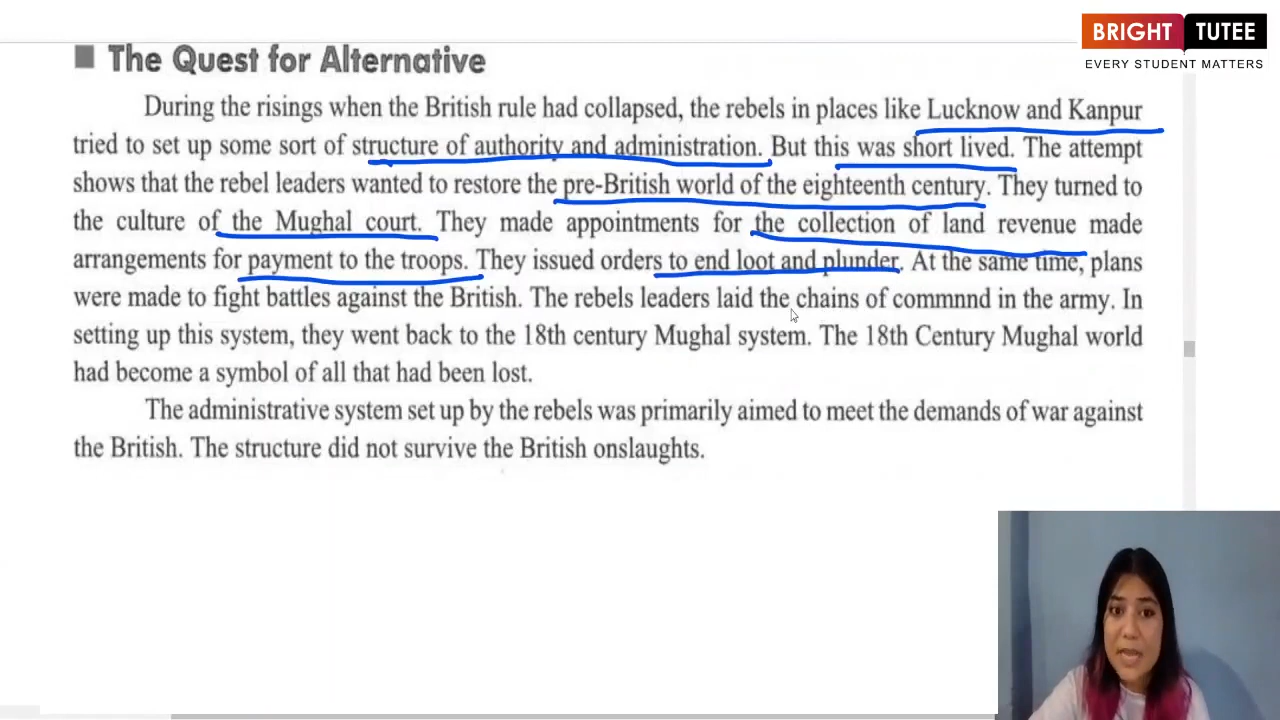 BRIGHT TUTEE
EVERY STUDENT MATTERS
The Quest for Alternative
During the risings when the British rule had collapsed, the rebels in places like Lucknow and Kanpur
tried to set up some sort of structure of authority and administration. But this was short lived. The attempt
shows that the rebel leaders wanted to restore the pre-British world of the eighteenth century. They turned to
the culture of the Mughal court. They made appointments for the collection of land revenue made
arrangements for payment to the troops. They issued orders to end loot and plunder. At the same time, plans
were made to fight battles against the British. The rebels leaders laid the chains of commnnd in the army. In
setting up this system, they went back to the 18th century Mughal system. The 18th Century Mughal world
had become a symbol of all that had been lost.
The administrative system set up by the rebels was primarily aimed to meet the demands of war against
the British. The structure did not survive the British onslaughts.